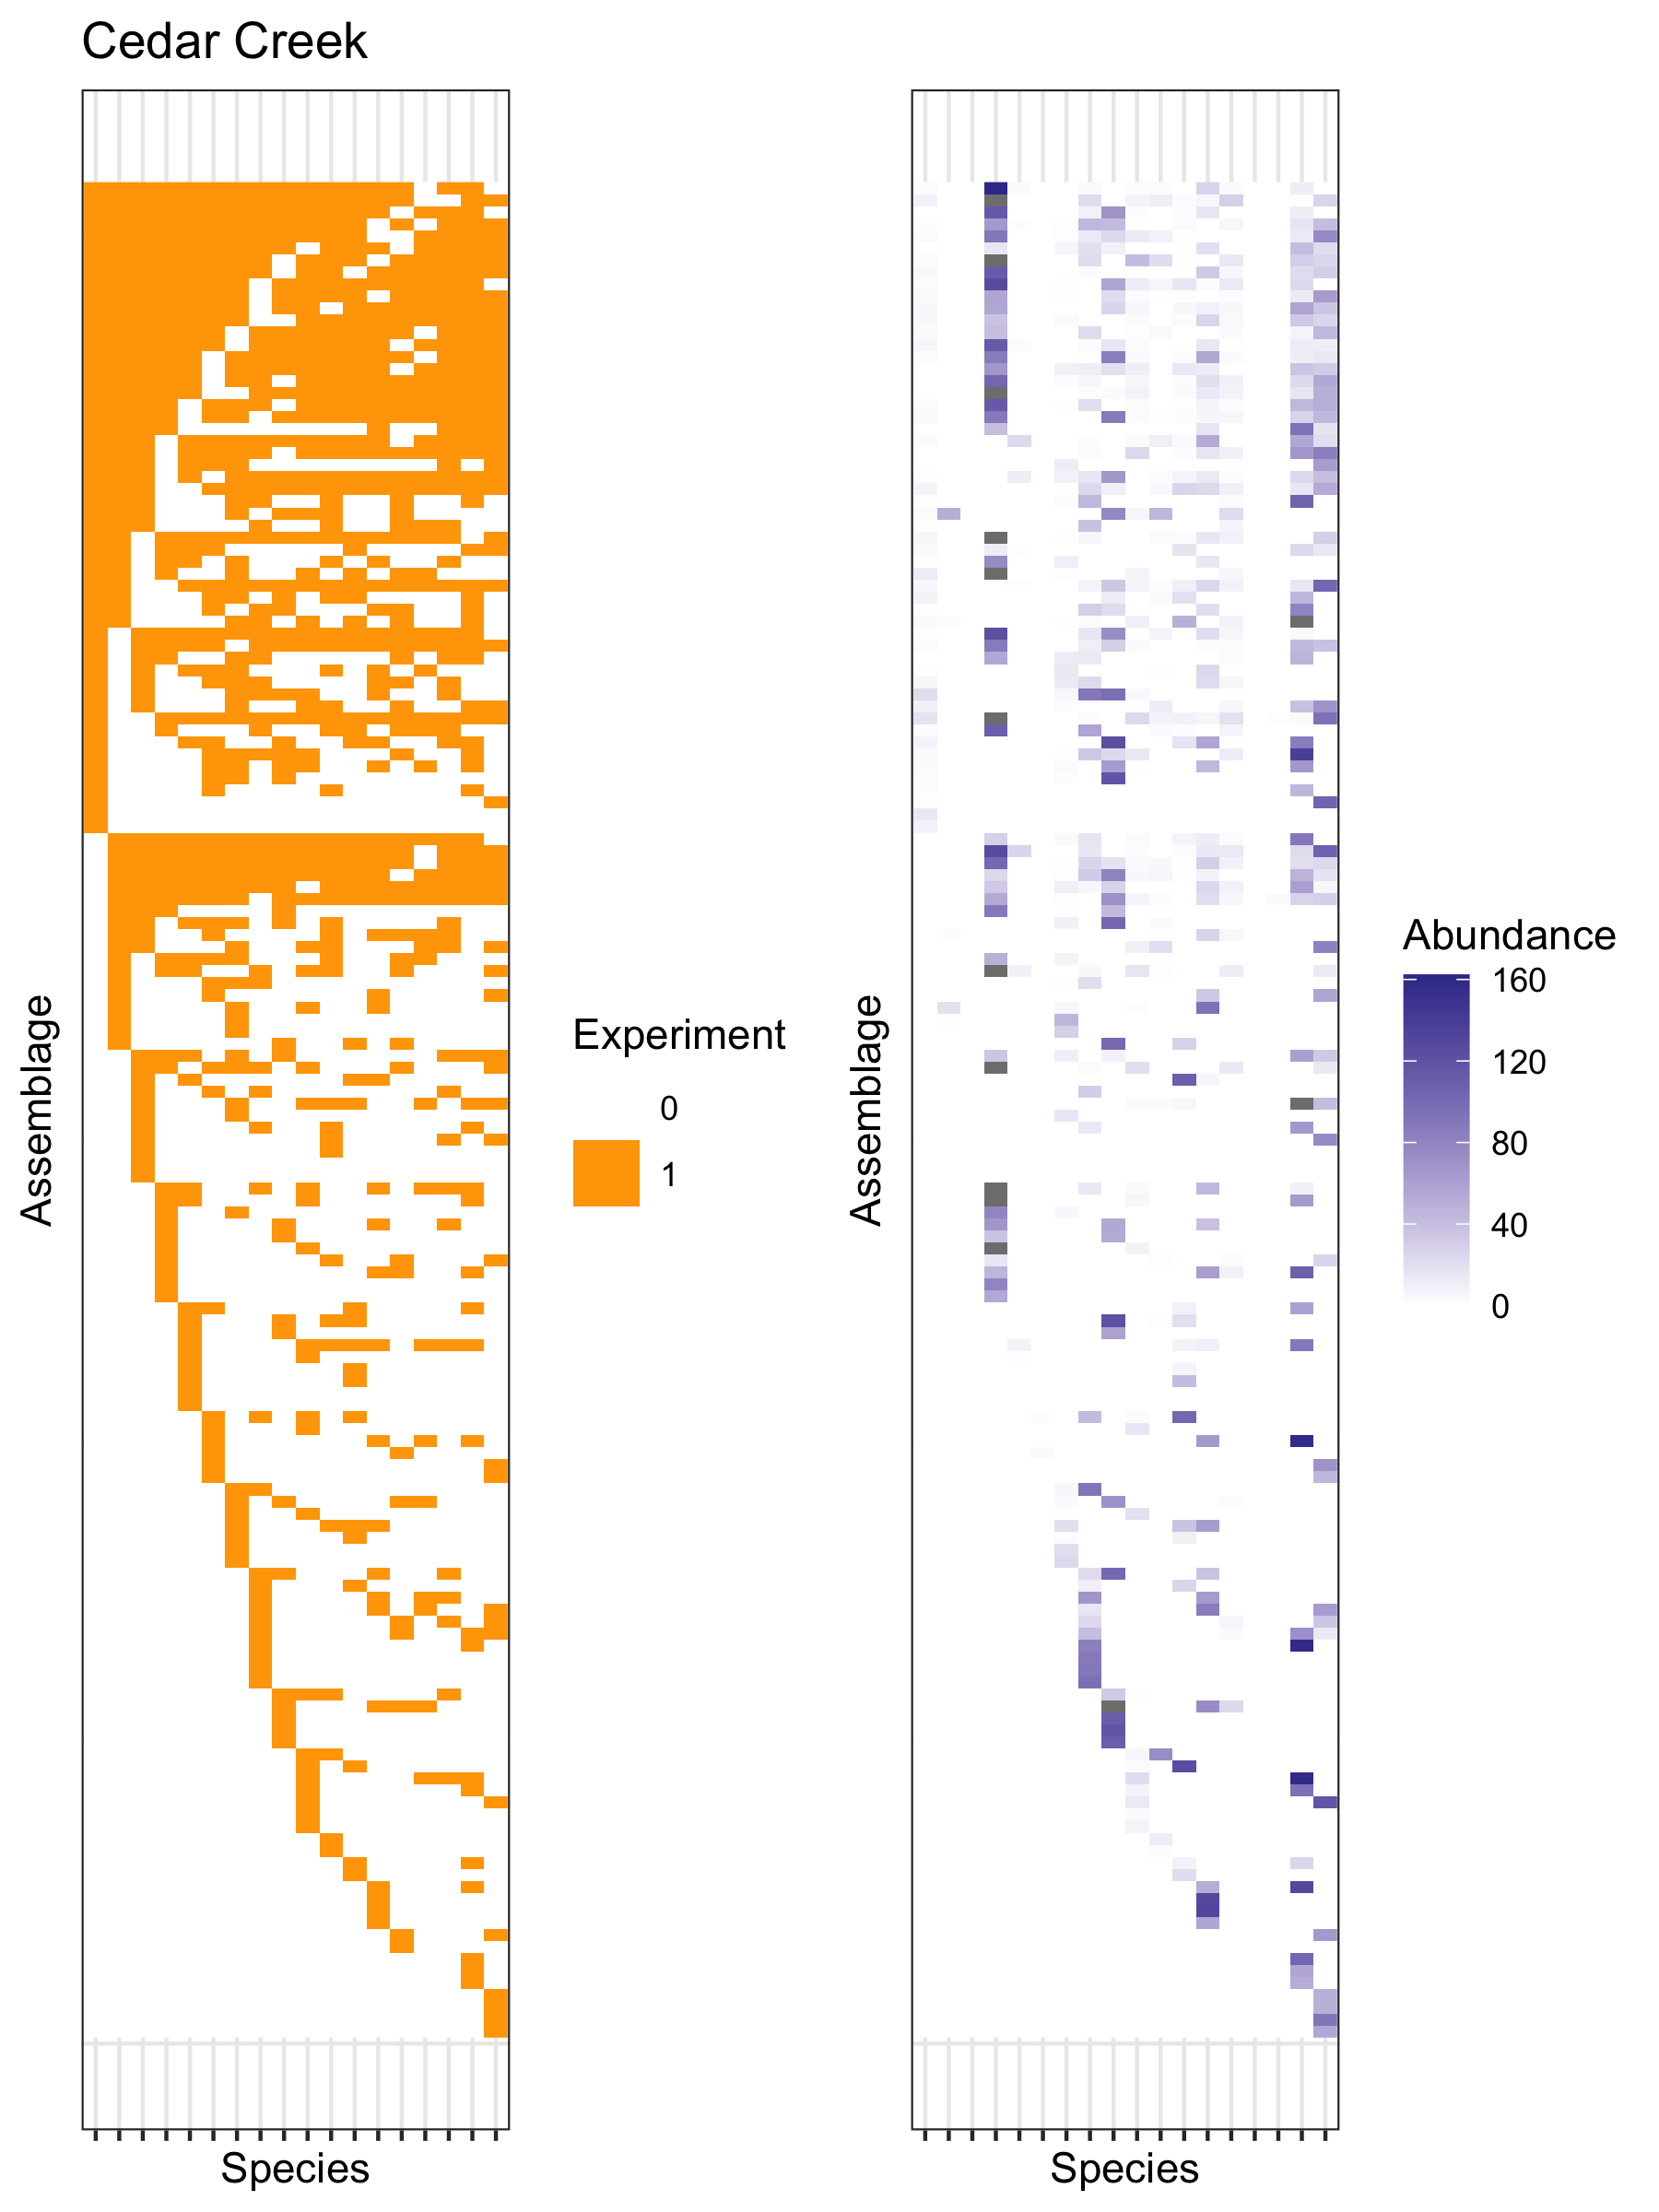 Cedar Creek
Assemblage
Species
Experiment
0
1
Assemblage
Species
Abundance
160
120
80
40
0